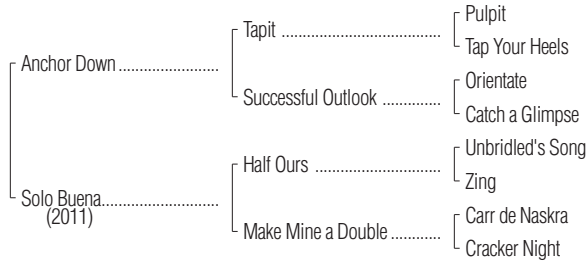 Pulpit
Tapit ..............................
Tap Your Heels
Anchor Down ...................
Orientate
Successful Outlook ...........
Catch a Glimpse
Unbridled's Song
Half Ours ........................
Zing
Solo Buena......................
(2011)
Carr de Naskra
Make Mine a Double .........
Cracker Night